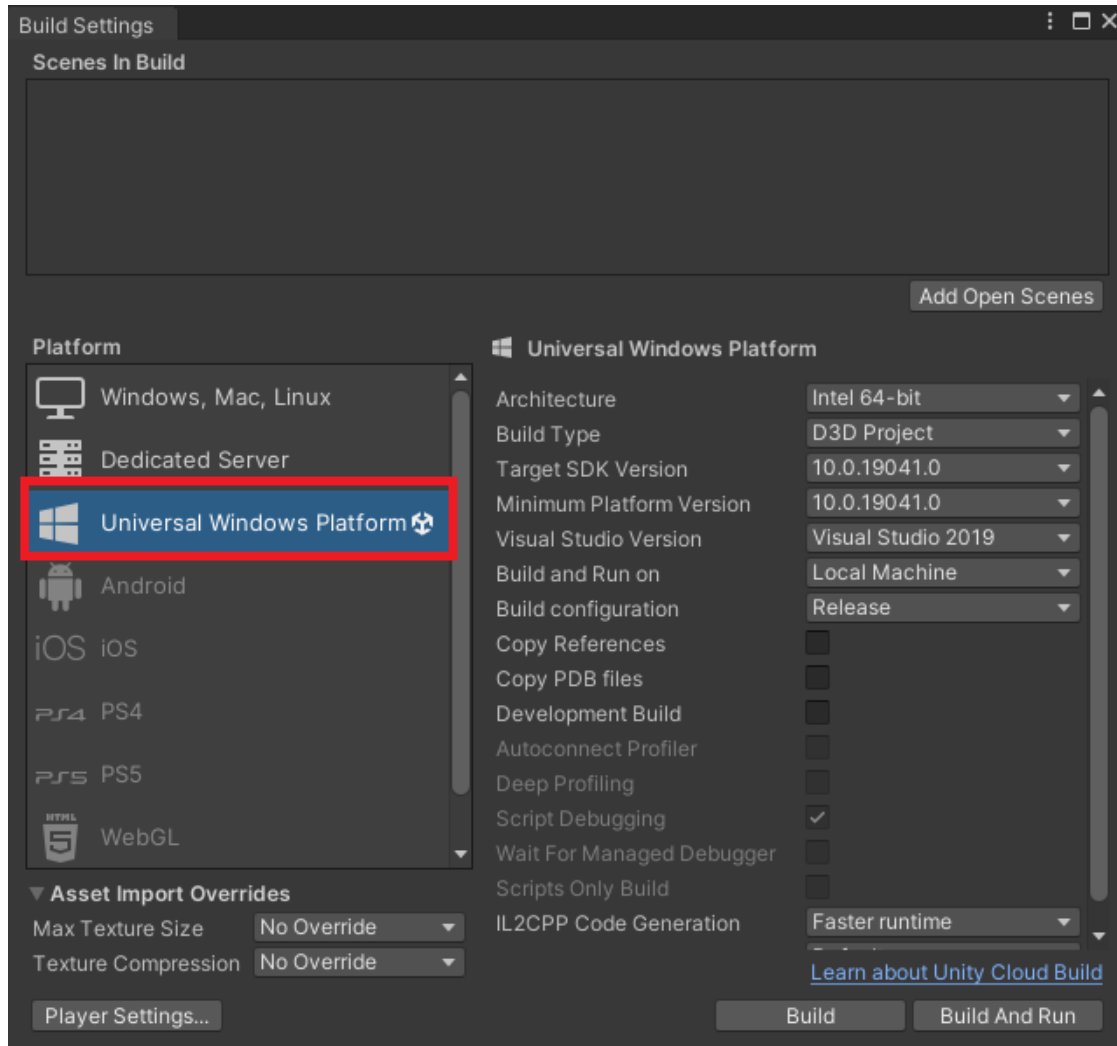 Build Settings
Scenes In Build
Add Open Scenes
Platform
Windows, Mac, Linux
Dedicated Server
Universal Windows Platform
Android
iOS iOS
PS4 PS4
PS5 PS5
HTML
5 WebGL
Asset Import Overrides
Max Texture Size No Override
Texture Compression No Override
Player Settings...
Universal Windows Platform
Architecture Intel 64-bit
Build Type D3D Project
Target SDK Version 10.0.19041.0
Minimum Platform Version 10.0.19041.0
Visual Studio Version Visual Studio 2019
Build and Run on Local Machine
Build configuration Release
Copy References
Copy PDB files
Development Build
Autoconnect Profiler
Deep Profiling
Script Debugging
Wait For Managed Debugger
Scripts Only Build
IL2CPP Code Generation Faster runtime
Learn about Unity Cloud Build
Build Build And Run